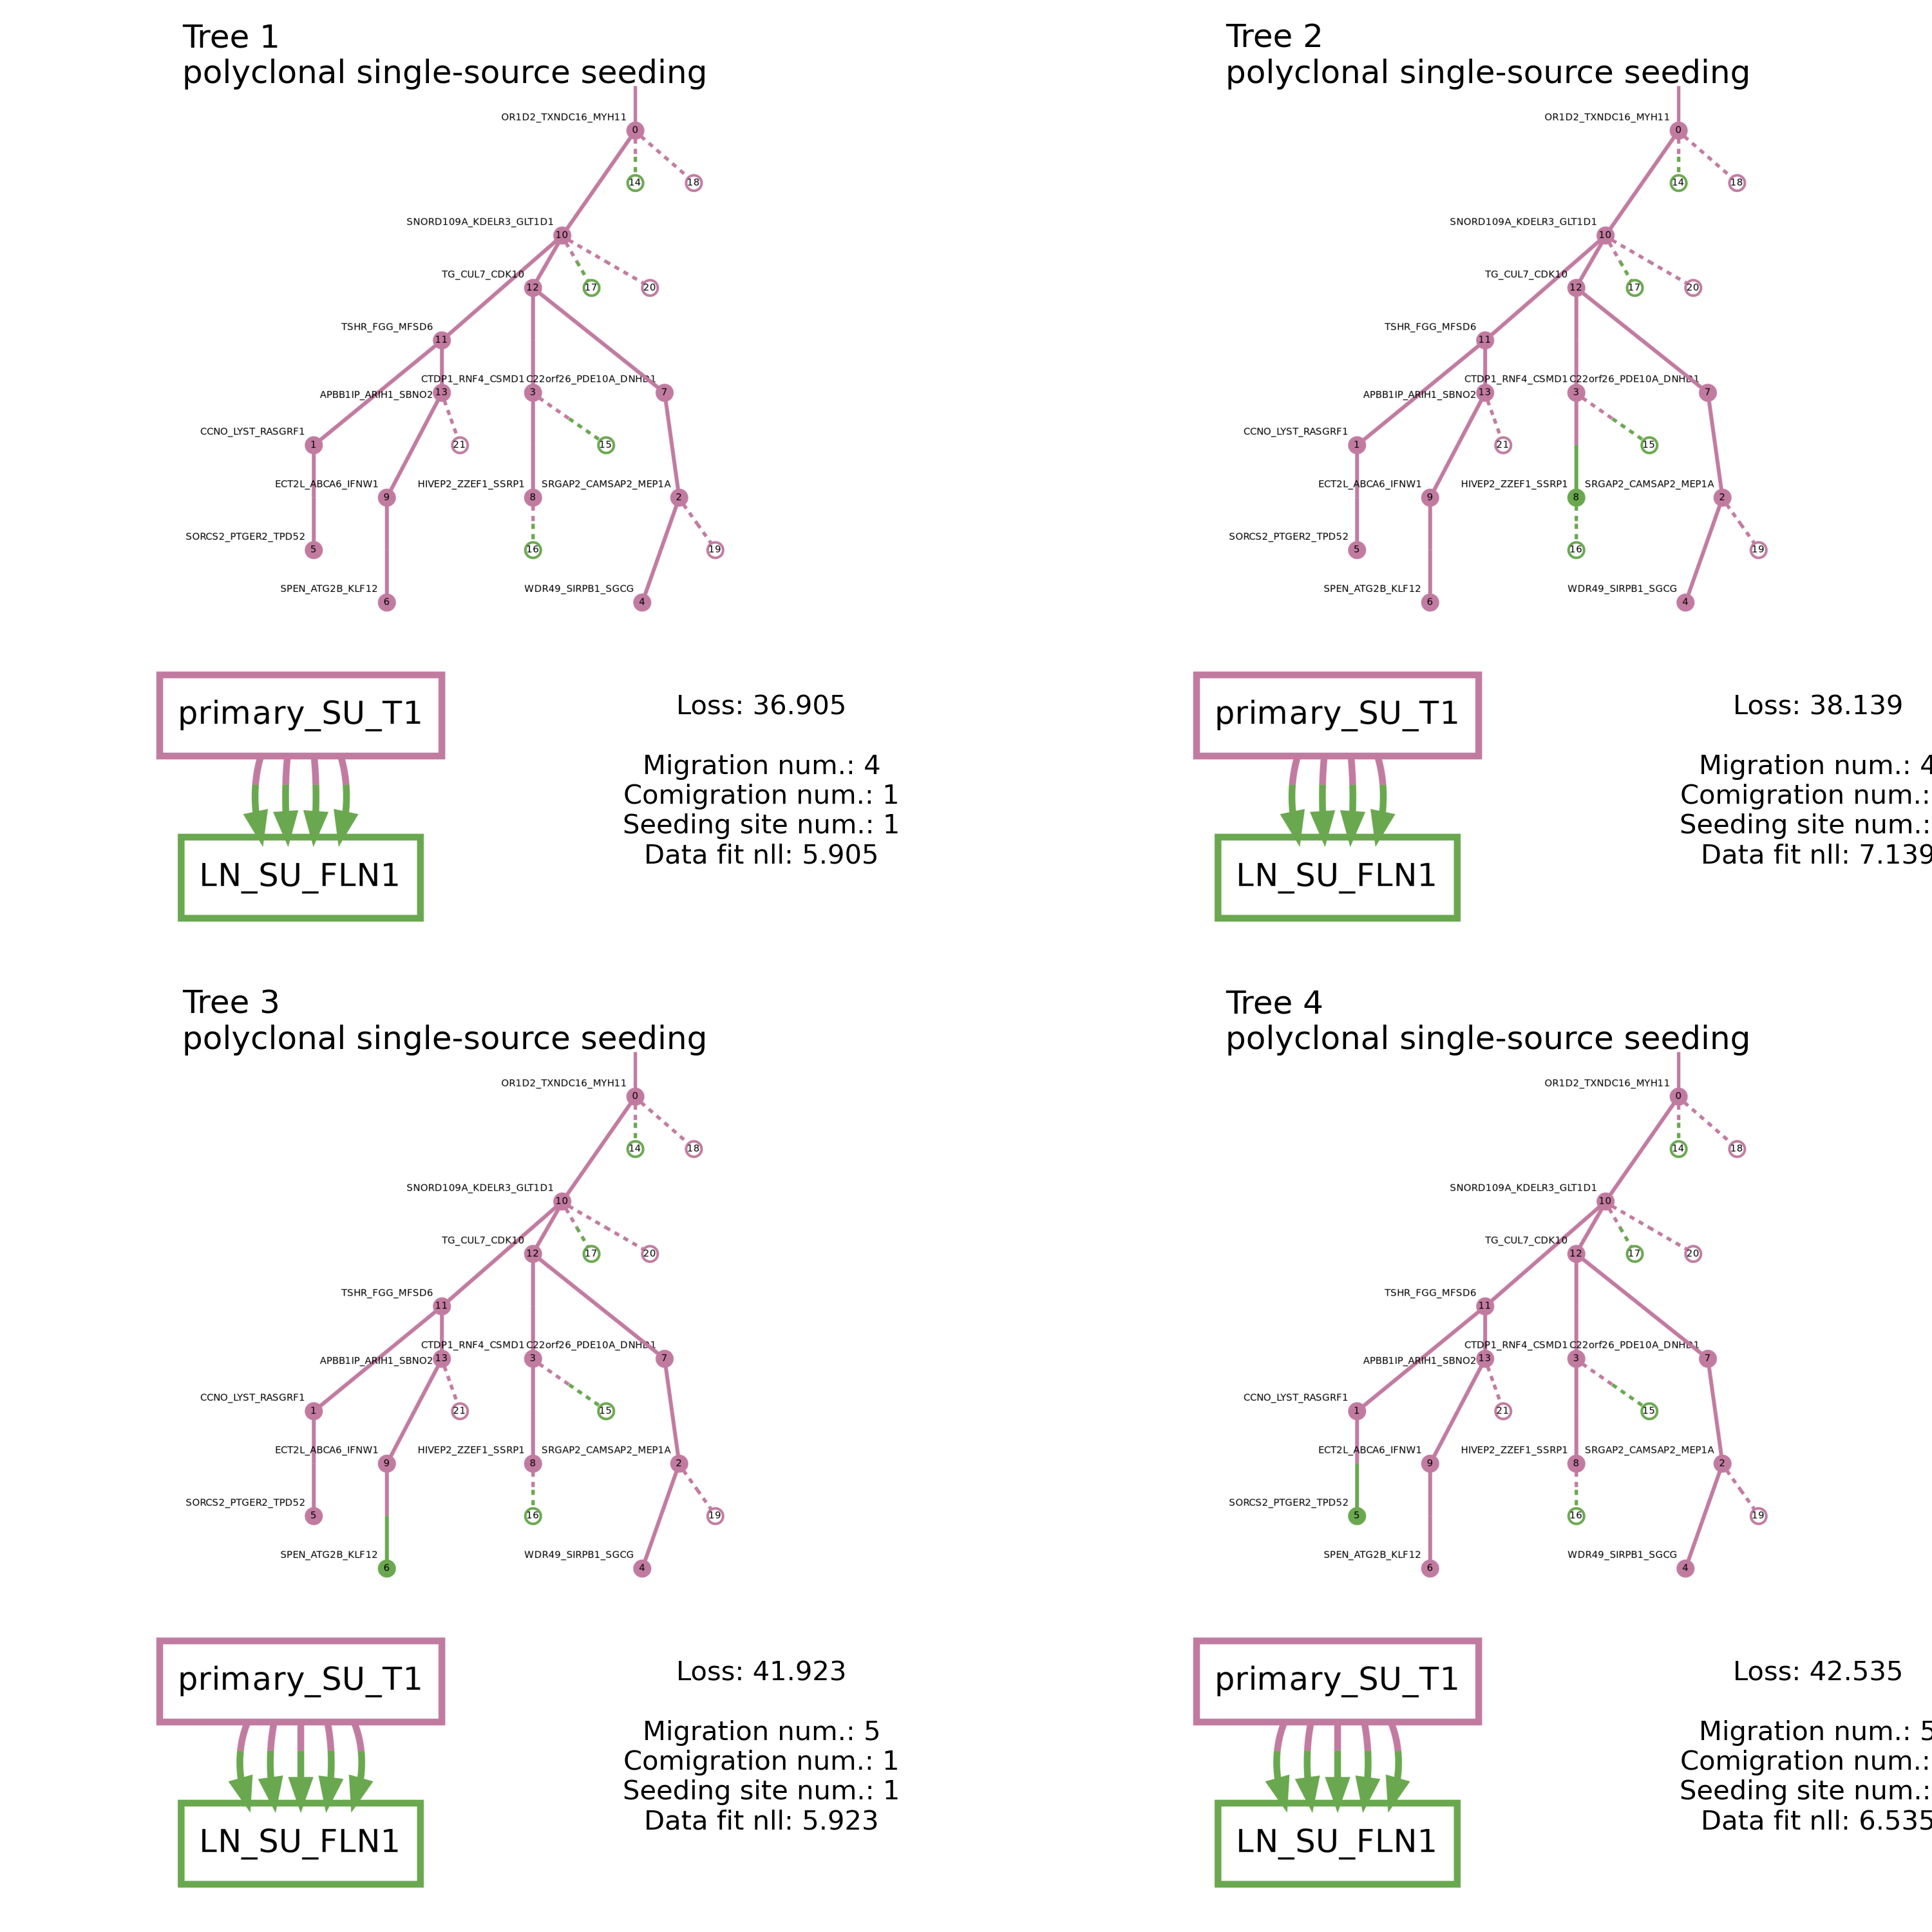 Tree 1
polyclonal single-source seeding
OR1D2_TXNDC16_MYH11
0
14
18
SNORD109A_KDELR3_GLT1D1
10
TG_CUL7_CDK10
12
17
20
TSHR_FGG_MFSD6
11
CTDP1_RNF4_CSMD1
APBB1IP_ARIH1_SBNO2
13
3
7
CCNO_LYST_RASGRF1
1
21
15
ECT2L_ABCA6_IFNW1
9
HIVEP2_ZZEF1_SSRP1
8
SRGAP2_CAMSAP2_MEP1A
2
SORCS2_PTGER2_TPD52
5
16
19
SPEN_ATG2B_KLF12
6
WDR49_SIRPB1_SGCG
4
primary_SU_T1
LN_SU_FLN1
Loss: 36.905
Migration num.: 4
Comigration num.: 1
Seeding site num.: 1
Data fit nll: 5.905
Tree 2
polyclonal single-source seeding
OR1D2_TXNDC16_MYH11
0
14
18
SNORD109A_KDELR3_GLT1D1
10
TG_CUL7_CDK10
12
17
20
TSHR_FGG_MFSD6
11
CTDP1_RNF4_CSMD1
APBB1IP_ARIH1_SBNO2
13
3
7
CCNO_LYST_RASGRF1
1
21
15
ECT2L_ABCA6_IFNW1
9
HIVEP2_ZZEF1_SSRP1
8
SRGAP2_CAMSAP2_MEP1A
2
SORCS2_PTGER2_TPD52
5
16
19
SPEN_ATG2B_KLF12
6
WDR49_SIRPB1_SGCG
4
primary_SU_T1
LN_SU_FLN1
Loss: 38.139
Migration num.: 4
Comigration num.:
Seeding site num.:
Data fit nll: 7.139
Tree 3
polyclonal single-source seeding
OR1D2_TXNDC16_MYH11
0
14
18
SNORD109A_KDELR3_GLT1D1
10
TG_CUL7_CDK10
12
17
20
TSHR_FGG_MFSD6
11
CTDP1_RNF4_CSMD1
APBB1IP_ARIH1_SBNO2
13
3
7
CCNO_LYST_RASGRF1
1
21
15
ECT2L_ABCA6_IFNW1
9
HIVEP2_ZZEF1_SSRP1
8
SRGAP2_CAMSAP2_MEP1A
2
SORCS2_PTGER2_TPD52
5
16
19
SPEN_ATG2B_KLF12
6
WDR49_SIRPB1_SGCG
4
primary_SU_T1
LN_SU_FLN1
Loss: 41.923
Migration num.: 5
Comigration num.: 1
Seeding site num.: 1
Data fit nll: 5.923
Tree 4
polyclonal single-source seeding
OR1D2_TXNDC16_MYH11
0
14
18
SNORD109A_KDELR3_GLT1D1
10
TG_CUL7_CDK10
12
17
20
TSHR_FGG_MFSD6
11
CTDP1_RNF4_CSMD1
APBB1IP_ARIH1_SBNO2
13
3
7
CCNO_LYST_RASGRF1
1
21
15
ECT2L_ABCA6_IFNW1
9
HIVEP2_ZZEF1_SSRP1
8
SRGAP2_CAMSAP2_MEP1A
2
SORCS2_PTGER2_TPD52
5
16
19
SPEN_ATG2B_KLF12
6
WDR49_SIRPB1_SGCG
4
primary_SU_T1
LN_SU_FLN1
Loss: 42.535
Migration num.: 5
Comigration num.:
Seeding site num.:
Data fit nll: 6.535